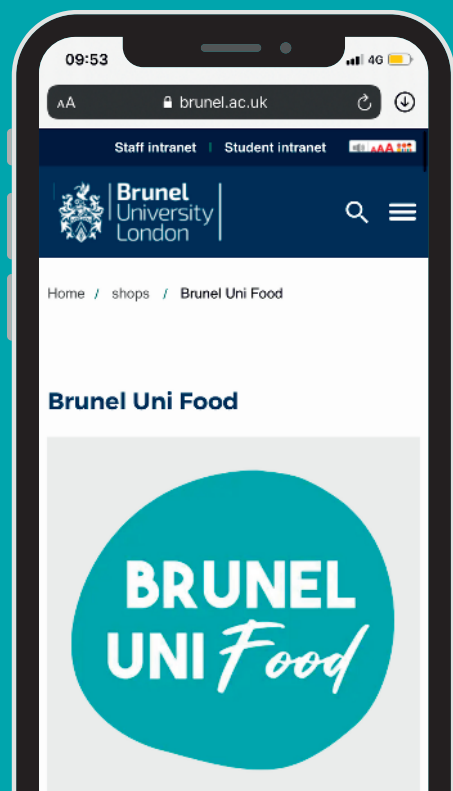 09:53
4G
AA
brunel.ac.uk
Staff intranet
Student intranet
AAA
Brunel
University
London
Home / shops / Brunel Uni Food
Brunel Uni Food
BRUNEL
UNI Food